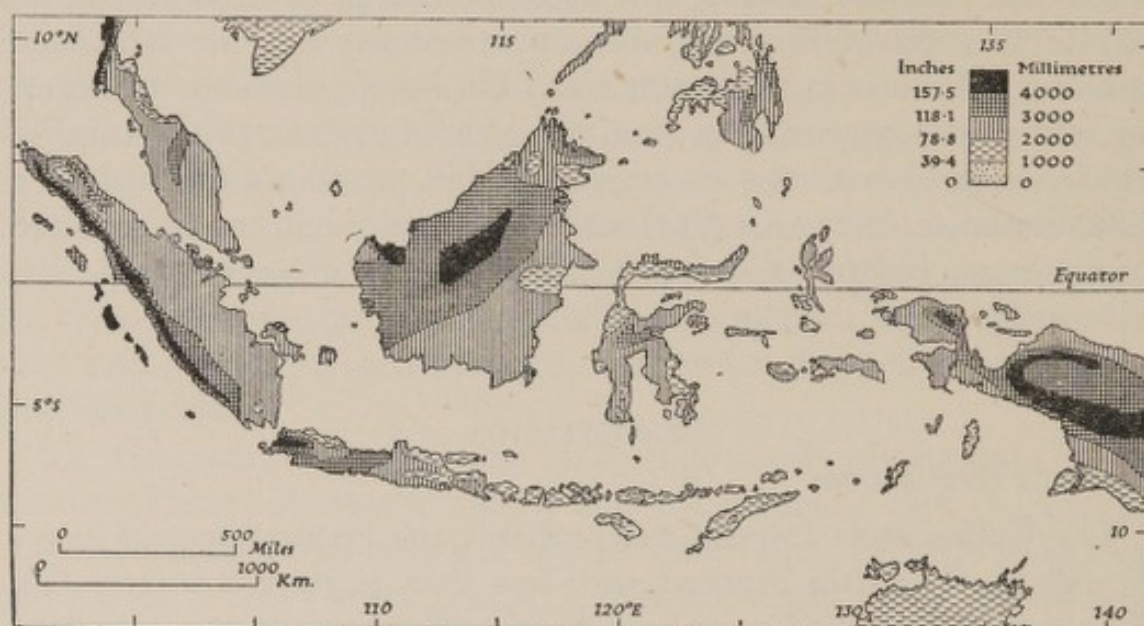 10°N
115
135
Inches Millimetres
157·5 4000
118·1 3000
78·8 2000
39·4 1000
0 0
Equator
5°S
10
0 500 Miles
0 1000 Km.
110 120°E 130 140